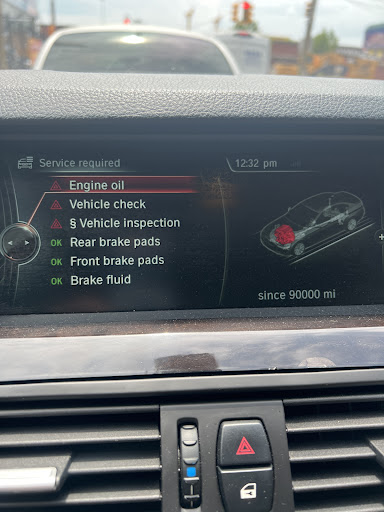 Service required
12:32 pm
Engine oil
Vehicle check
§ Vehicle inspection
OK Rear brake pads
OK Front brake pads
OK Brake fluid
since 90000 mi